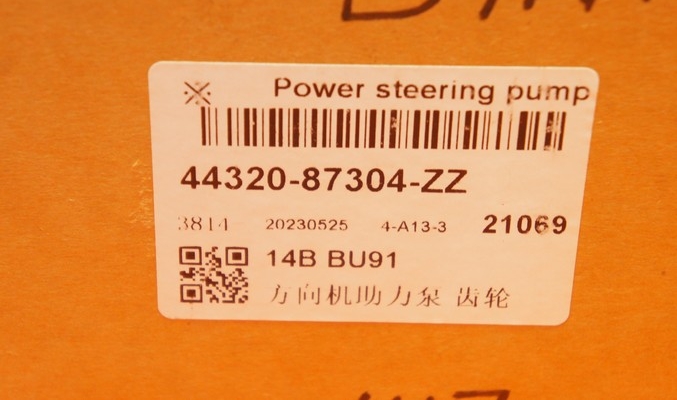 ※ Power steering pump
44320-87304-ZZ
3814 20230525 4-A13-3 21069
14B BU91
方向机助力泵 齿轮